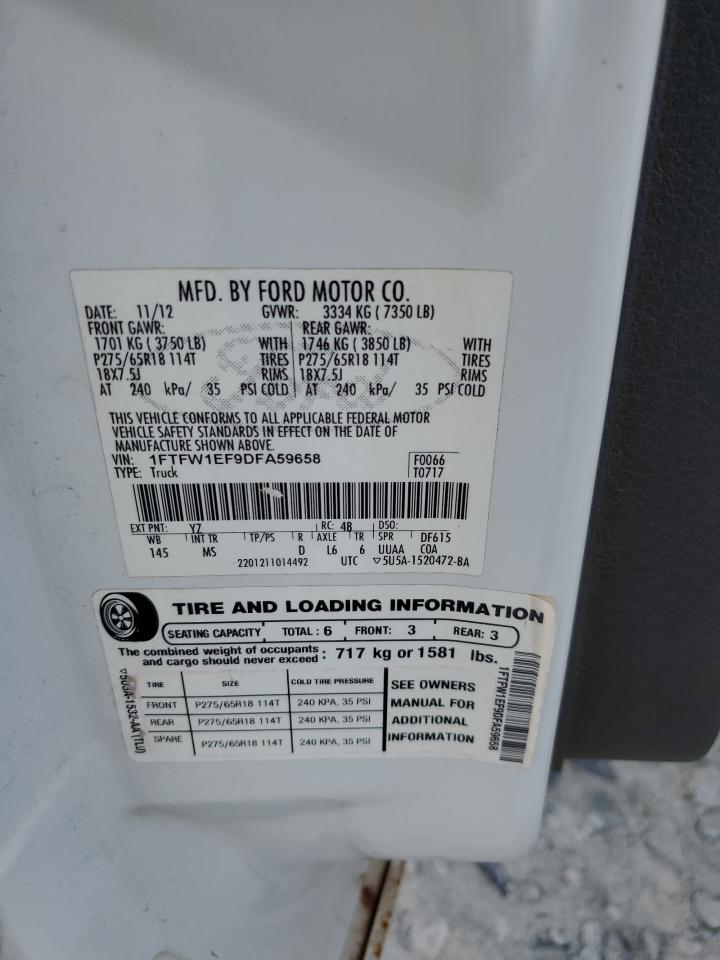 MFD. BY FORD MOTOR CO.
DATE: 11/12 GVWR: 3334 KG ( 7350 LB)
FRONT GAWR: REAR GAWR:
1701 KG ( 3750 LB) WITH 1746 KG ( 3850 LB) WITH
P275/65R18 114T TIRES P275/65R18 114T TIRES
18X7.5J RIMS 18X7.5J RIMS
AT 240 kPa/ 35 PSI COLD AT 240 kPa/ 35 PSI COLD
THIS VEHICLE CONFORMS TO ALL APPLICABLE FEDERAL MOTOR
VEHICLE SAFETY STANDARDS IN EFFECT ON THE DATE OF
MANUFACTURE SHOWN ABOVE.
VIN: 1FTFW1EF9DFA59658 F0066
TYPE: Truck T0717
EXT PNT: YZ RC: 48 DSO:
WB INT TR TP/PS R AXLE TR SPR DF615
145 MS D L6 6 UUAA COA
2201211014492 UTC ▽5U5A-1520472-BA
TIRE AND LOADING INFORMATION
SEATING CAPACITY TOTAL: 6 FRONT: 3 REAR: 3
The combined weight of occupants and cargo should never exceed : 717 kg or 1581 lbs.
TIRE SIZE COLD TIRE PRESSURE
FRONT P275/65R18 114T 240 KPA, 35 PSI
REAR P275/65R18 114T 240 KPA, 35 PSI
SPARE P275/65R18 114T 240 KPA, 35 PSI
SEE OWNERS
MANUAL FOR
ADDITIONAL
INFORMATION
1FTFW1EF9DFA59658